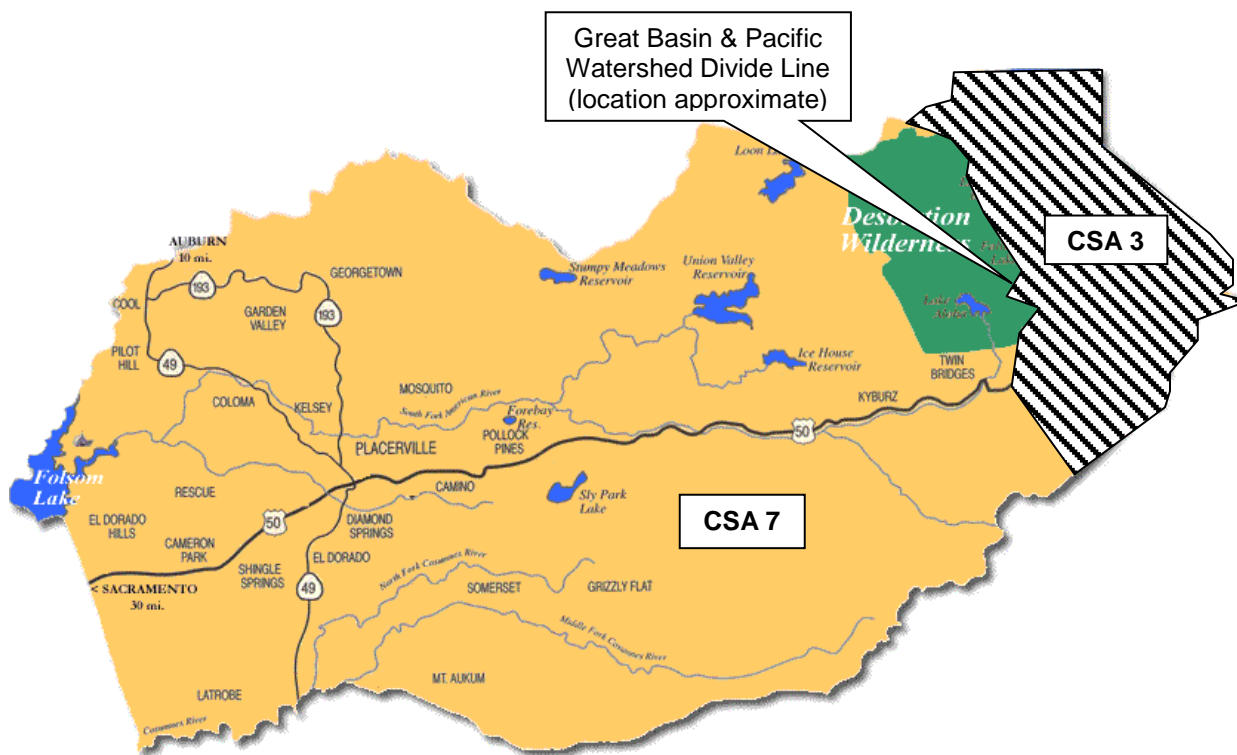 Great Basin & Pacific
Watershed Divide Line
(location approximate)
Loon
Desolation
Wilderness
CSA 3
AUBURN
10 mi.
193
GEORGETOWN
Stumpy Meadows
Reservoir
Union Valley
Reservoir
COOL
GARDEN
VALLEY
193
Lake
PILOT
HILL
49
Ice House
Reservoir
TWIN
BRIDGES
MOSQUITO
KYBURZ
COLOMA
KELSEY
South Fork American River
Forebay
Res.
POLLOCK
PINES
50
PLACERVILLE
Folsom
Lake
RESCUE
CAMINO
Sly Park
Lake
CSA 7
EL DORADO
HILLS
50
DIAMOND
SPRINGS
CAMERON
PARK
SHINGLE
SPRINGS
EL DORADO
49
North Fork Cosumnes River
SOMERSET
GRIZZLY FLAT
< SACRAMENTO
30 mi.
Middle Fork Cosumnes River
MT. AUKUM
LATROBE
Cosumnes River